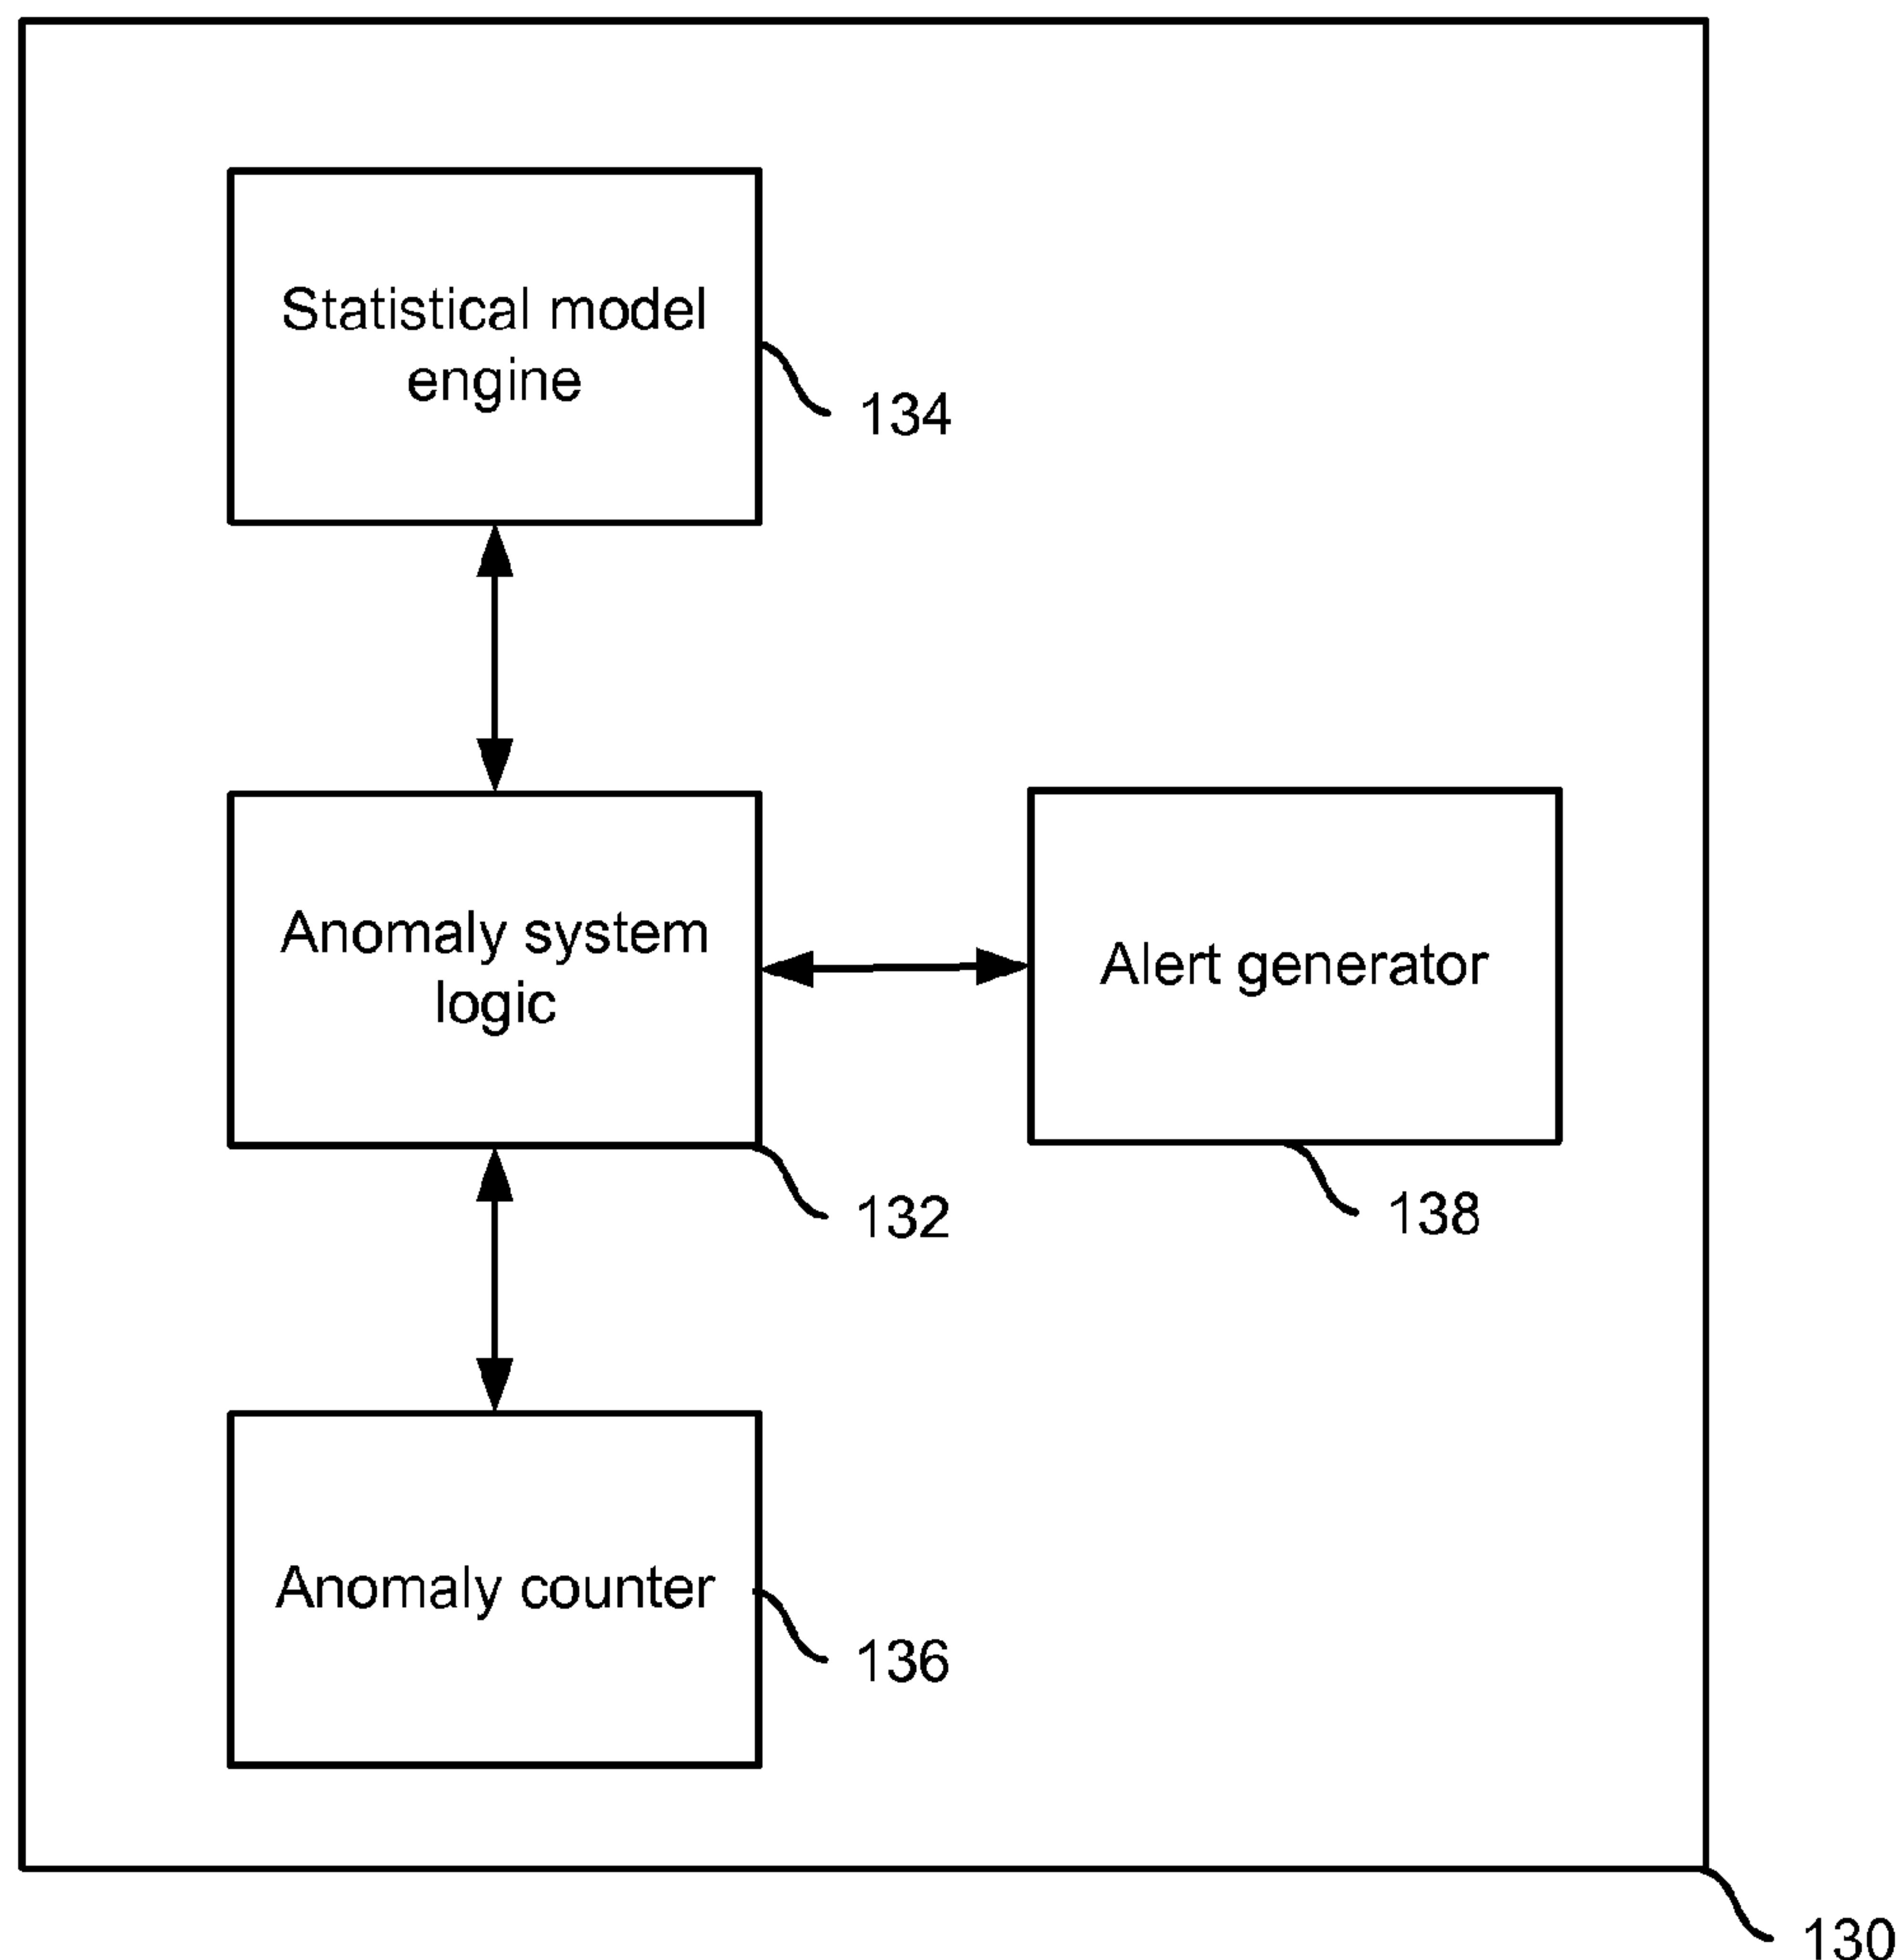 Statistical model
engine
134
Anomaly system
logic
Alert generator
132
138
Anomaly counter
136
130